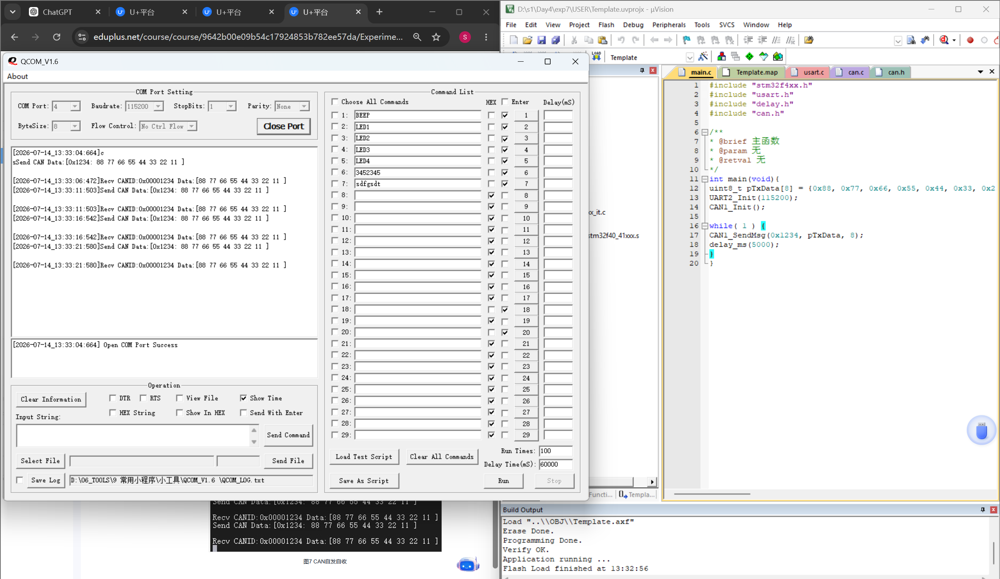 ChatGPT
U+平台
U+平台
U+平台
eduplus.net/course/course/9642b00e09b54c17924853b782ee57da/Experime...
S
QCOM_V1.6
About
COM Port Setting
COM Port: 4 Baudrate: 115200 StopBits: 1 Parity: None
ByteSize: 8 Flow Control: No Ctrl Flow Close Port
[2026-07-14_13:33:04:664]c
sSend CAN Data:[0x1234: 88 77 66 55 44 33 22 11 ]
[2026-07-14_13:33:06:472]Recv CANID:0x00001234 Data:[88 77 66 55 44 33 22 11 ]
[2026-07-14_13:33:11:503]Send CAN Data:[0x1234: 88 77 66 55 44 33 22 11 ]
[2026-07-14_13:33:11:503]Recv CANID:0x00001234 Data:[88 77 66 55 44 33 22 11 ]
[2026-07-14_13:33:16:542]Send CAN Data:[0x1234: 88 77 66 55 44 33 22 11 ]
[2026-07-14_13:33:16:542]Recv CANID:0x00001234 Data:[88 77 66 55 44 33 22 11 ]
[2026-07-14_13:33:21:580]Send CAN Data:[0x1234: 88 77 66 55 44 33 22 11 ]
[2026-07-14_13:33:21:580]Recv CANID:0x00001234 Data:[88 77 66 55 44 33 22 11 ]
[2026-07-14_13:33:04:664] Open COM Port Success
Operation
Clear Information DTR RTS View File Show Time
HEX String Show In HEX Send With Enter
Input String:
Send Command
Select File Send File
Save Log D:\06_TOOLS\9 常用小程序\小工具\QCOM_V1.6 \QCOM_LOG.txt
Command List
Choose All Commands HEX Enter Delay(mS)
1: BEEP 1
2: LED1 2
3: LED2 3
4: LED3 4
5: LED4 5
6: 3452345 6
7: sdfgsdt 7
8: 8
9: 9
10: 10
11: 11
12: 12
13: 13
14: 14
15: 15
16: 16
17: 17
18: 18
19: 19
20: 20
21: 21
22: 22
23: 23
24: 24
25: 25
26: 26
27: 27
28: 28
29: 29
Load Test Script Clear All Commands Run Times: 100
Delay Time(mS): 60000
Save As Script Run Stop
Send CAN Data:[0x1234: 88 77 66 55 44 33 22 11 ]
Recv CANID:0x00001234 Data:[88 77 66 55 44 33 22 11 ]
Send CAN Data:[0x1234: 88 77 66 55 44 33 22 11 ]
Recv CANID:0x00001234 Data:[88 77 66 55 44 33 22 11 ]
图7 CAN自发自收
D:\s1\Day4\exp7\USER\Template.uvprojx - µVision
File Edit View Project Flash Debug Peripherals Tools SVCS Window Help
LOAD Template
xx_it.c
stm32f40_41xxx.s
Functi... Templa...
main.c Template.map usart.c can.c can.h
1 #include "stm32f4xx.h"
2 #include "usart.h"
3 #include "delay.h"
4 #include "can.h"
5
6 /**
7 * @brief 主函数
8 * @param 无
9 * @retval 无
10 */
11 int main(void){
12 uint8_t pTxData[8] = {0x88, 0x77, 0x66, 0x55, 0x44, 0x33, 0x2
13 UART2_Init(115200);
14 CAN1_Init();
15
16 while( 1 ) {
17 CAN1_SendMsg(0x1234, pTxData, 8);
18 delay_ms(5000);
19 }
20 }
Build Output
Load "..\\OBJ\\Template.axf"
Erase Done.
Programming Done.
Verify OK.
Application running ...
Flash Load finished at 13:32:56